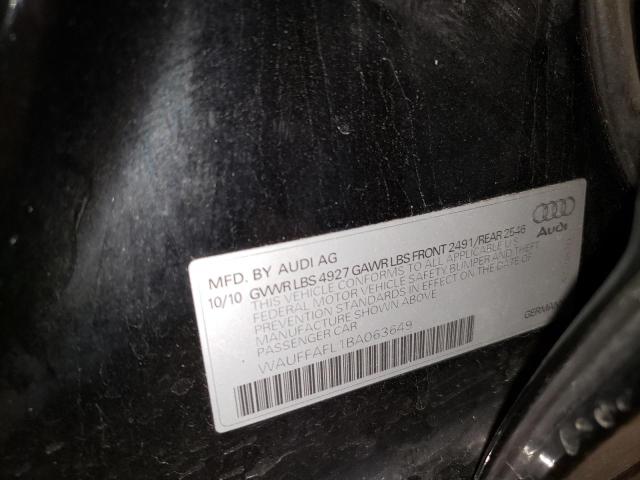 MFD. BY AUDI AG
Audi
10/10 GVWR LBS 4927 GAWR LBS FRONT 2491/REAR 2546
THIS VEHICLE CONFORMS TO ALL APPLICABLE U.S.
FEDERAL MOTOR VEHICLE SAFETY, BUMPER AND THEFT
PREVENTION STANDARDS IN EFFECT ON THE DATE OF
MANUFACTURE SHOWN ABOVE
PASSENGER CAR
GERMANY
WAUFFAFL1BA063649